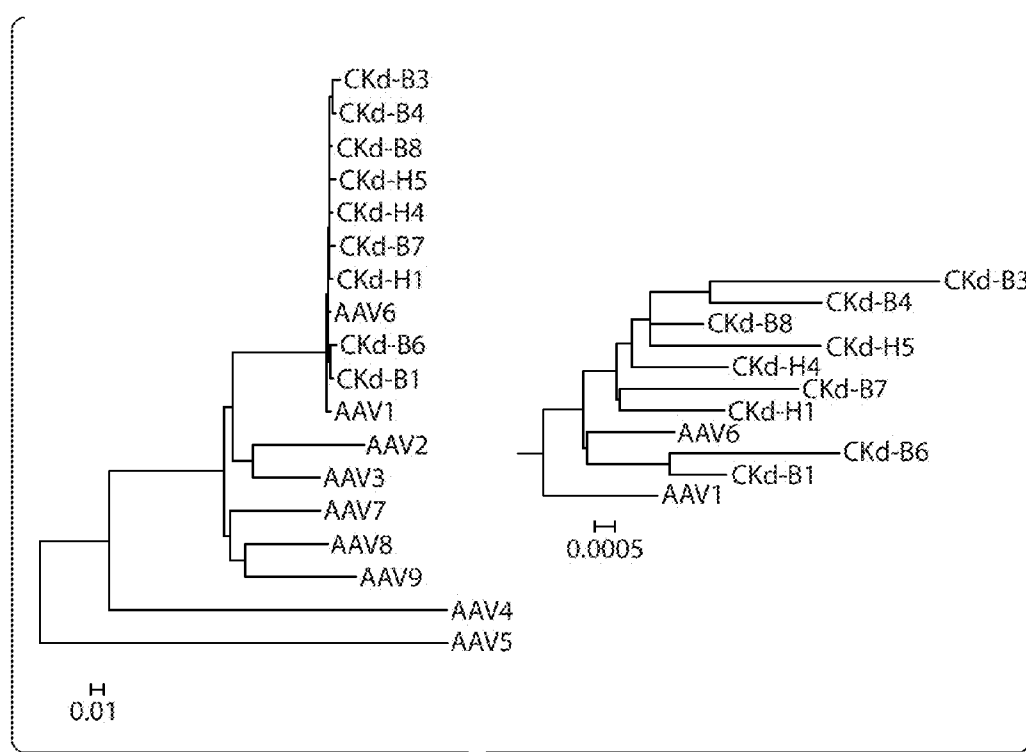 CKd-B3
CKd-B4
CKd-B8
CKd-H5
CKd-H4
CKd-B7
CKd-H1
AAV6
CKd-B6
CKd-B1
AAV1
AAV2
AAV3
AAV7
AAV8
AAV9
AAV4
AAV5
0.01
CKd-B3
CKd-B4
CKd-B8
CKd-H5
CKd-H4
CKd-B7
CKd-H1
AAV6
CKd-B6
CKd-B1
AAV1
0.0005